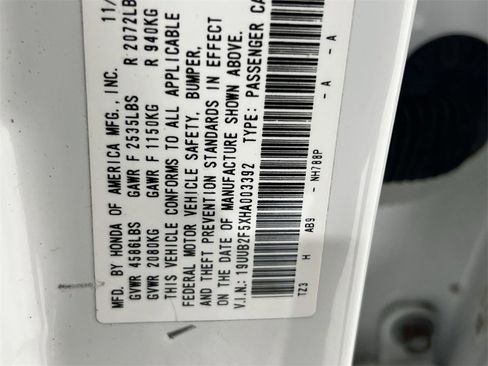 MFD. BY HONDA OF AMERICA MFG., INC. 11/
GVWR 4586LBS GAWR F 2535LBS R 2072LB
GVWR 2080KG GAWR F 1150KG R 940KG
THIS VEHICLE CONFORMS TO ALL APPLICABLE
FEDERAL MOTOR VEHICLE SAFETY, BUMPER,
AND THEFT PREVENTION STANDARDS IN EFFECT
ON THE DATE OF MANUFACTURE SHOWN ABOVE.
V.I.N.: 19UUB2F5XHA003392 TYPE: PASSENGER CA
TZ3 H AB9 - NH788P - A - A